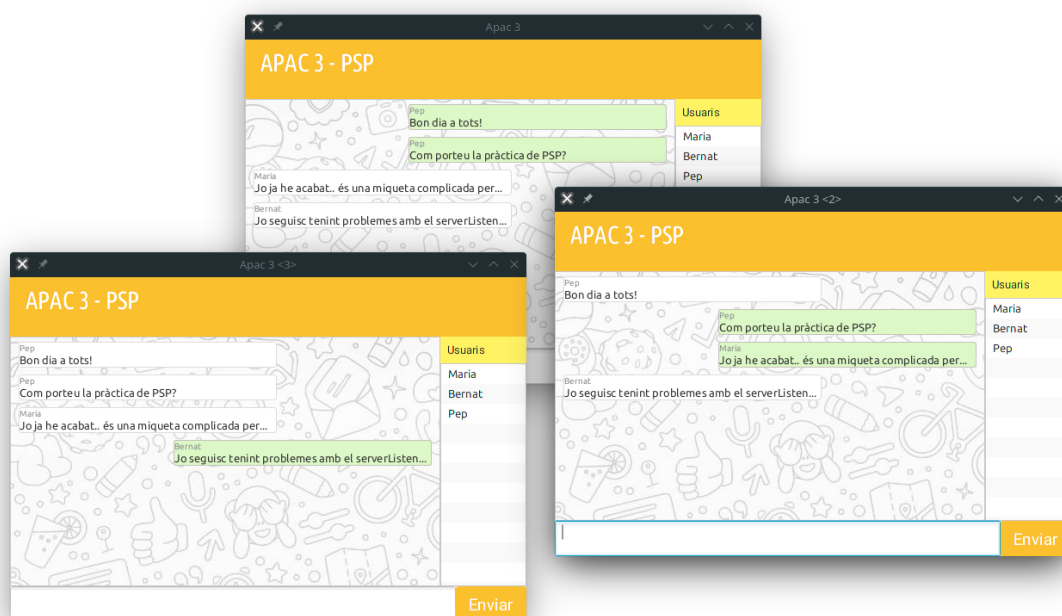 Apac 3
APAC 3 - PSP
Pep
Bon dia a tots!
Pep
Com porteu la pràctica de PSP?
Maria
Jo ja he acabat.. és una miqueta complicada per...
Bernat
Jo seguisc tenint problemes amb el serverListen...
Usuaris
Maria
Bernat
Pep
Apac 3 <2>
APAC 3 - PSP
Pep
Bon dia a tots!
Pep
Com porteu la pràctica de PSP?
Maria
Jo ja he acabat.. és una miqueta complicada per...
Bernat
Jo seguisc tenint problemes amb el serverListen...
Usuaris
Maria
Bernat
Pep
Enviar
Apac 3 <3>
APAC 3 - PSP
Pep
Bon dia a tots!
Pep
Com porteu la pràctica de PSP?
Maria
Jo ja he acabat.. és una miqueta complicada per...
Bernat
Jo seguisc tenint problemes amb el serverListen...
Usuaris
Maria
Bernat
Pep
Enviar